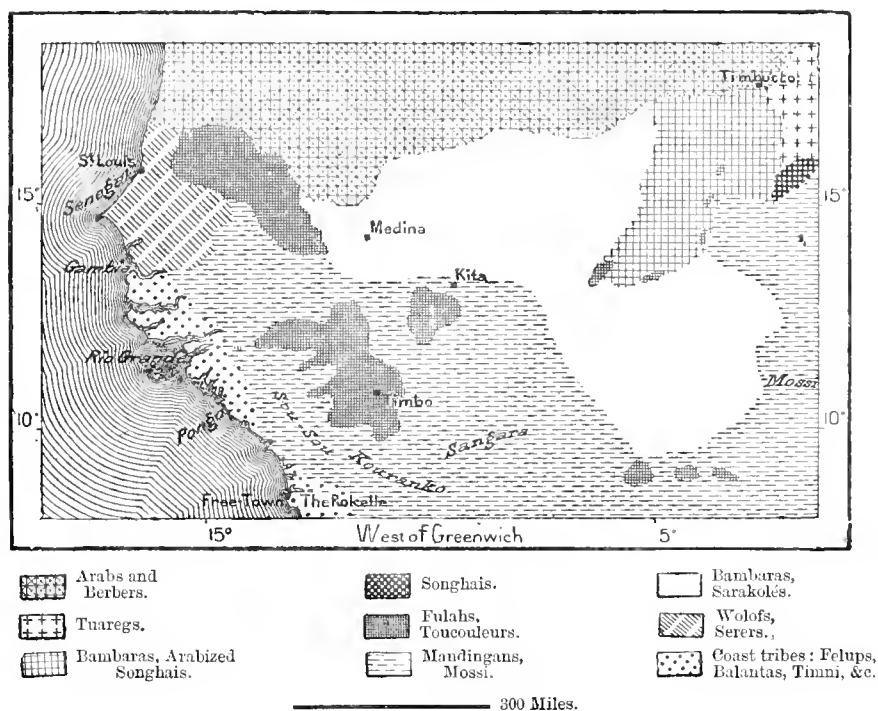 Timbucto
St Louis
15°
15°
Senegal
Medina
Gambia
Kita
Rio Grande
Mossi
Timbo
10°
10°
Pongo
Sou-Sou
Kouranko
Sangara
Free Town
The Rokelle
15°
West of Greenwich
5°
Arabs and
Berbers.
Songhais.
Bambaras,
Sarakolés.
Tuaregs.
Fulahs,
Toucouleurs.
Wolofs,
Serers.,
Bambaras, Arabized
Songhais.
Mandingans,
Mossi.
Coast tribes: Felups,
Balantas, Timni, &c.
300 Miles.